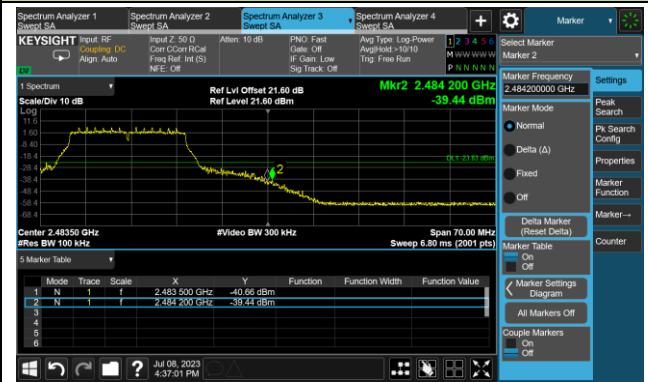 Spectrum Analyzer 1
Swept SA
Spectrum Analyzer 2
Swept SA
Spectrum Analyzer 3
Swept SA
Spectrum Analyzer 4
Swept SA
+
Marker
KEYSIGHT
Input: RF
Coupling: DC
Align: Auto
Input Z: 50 Ω
Corr CCorr RCal
Freq Ref: Int (S)
NFE: Off
Atten: 10 dB
PNO: Fast
Gate: Off
IF Gain: Low
Sig Track: Off
Avg Type: Log-Power
Avg|Hold:>10/10
Trig: Free Run
1 2 3 4 5 6
M W W W W W
P N N N N N
Select Marker
Marker 2
1 Spectrum
Scale/Div 10 dB
Ref Lvl Offset 21.60 dB
Ref Level 21.60 dBm
Mkr2 2.484 200 GHz
-39.44 dBm
Log
11.6
1.60
-8.40
-18.4
-28.4
-38.4
-48.4
-58.4
-68.4
2
Center 2.48350 GHz
#Res BW 100 kHz
#Video BW 300 kHz
Span 70.00 MHz
Sweep 6.80 ms (2001 pts)
5 Marker Table
Mode Trace Scale X Y Function Function Width Function Value
1 N 1 f 2.483 500 GHz -40.66 dBm
2 N 1 f 2.484 200 GHz -39.44 dBm
3
4
5
6
Marker Frequency
2.484200000 GHz
Marker Mode
Normal
Delta (Δ)
Fixed
Off
Delta Marker
(Reset Delta)
Marker Table
On
Off
Marker Settings
Diagram
All Markers Off
Couple Markers
On
Off
Settings
Peak
Search
Pk Search
Config
Properties
Marker
Function
Marker→
Counter
?
Jul 08, 2023
4:37:01 PM